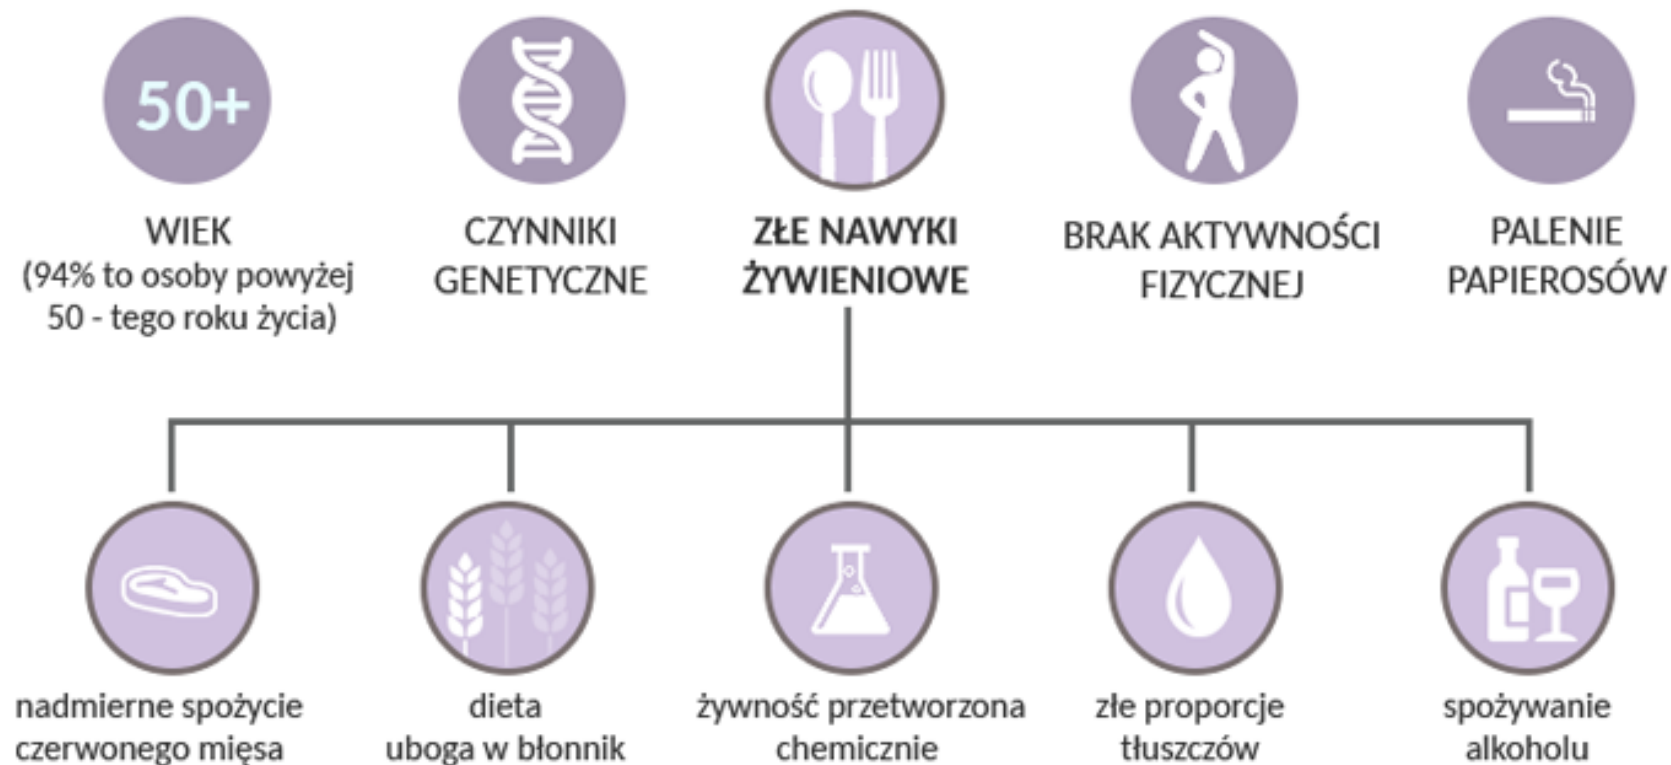 50+
WIEK
(94% to osoby powyżej
50 - tego roku życia)
CZYNNIKI
GENETYCZNE
ZŁE NAWYKI
ŻYWIENIOWE
BRAK AKTYWNOŚCI
FIZYCZNEJ
PALENIE
PAPIEROSÓW
nadmierne spożycie
czerwonego mięsa
dieta
uboga w błonnik
żywność przetworzona
chemicznie
złe proporcje
tłuszczów
spożywanie
alkoholu